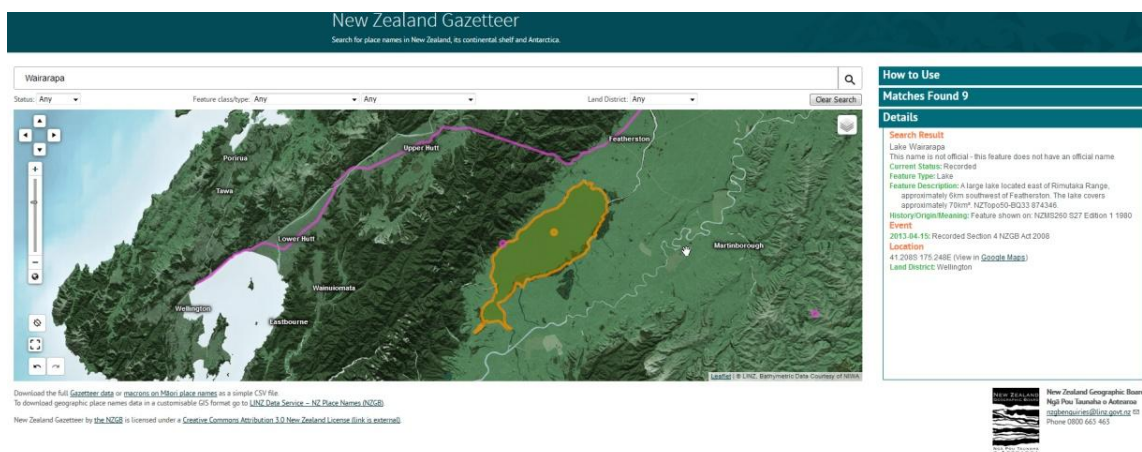 New Zealand Gazetteer
Search for place names in New Zealand, its continental shelf and Antarctica.
Wairarapa
Status: Any
Feature class/type: Any
Any
Land District: Any
Clear Search
Featherston
Upper Hutt
Porirua
Tawa
Lower Hutt
Martinborough
Wainuiomata
Wellington
Eastbourne
Leaflet | © LINZ, Bathymetric Data Courtesy of NIWA
How to Use
Matches Found 9
Details
Search Result
Lake Wairarapa
This name is not official - this feature does not have an official name
Current Status: Recorded
Feature Type: Lake
Feature Description: A large lake located east of Rimutaka Range,
approximately 6km southwest of Featherston. The lake covers
approximately 70km². NZTopo50-BQ33 874346.
History/Origin/Meaning: Feature shown on: NZMS260 S27 Edition 1 1980
Event
2013-04-15: Recorded Section 4 NZGB Act 2008
Location
41.208S 175.248E (View in Google Maps)
Land District: Wellington
Download the full Gazetteer data or macrons on Māori place names as a simple CSV file
To download geographic place names data in a customisable GIS format go to LINZ Data Service – NZ Place Names (NZGB).
New Zealand Gazetteer by the NZGB is licensed under a Creative Commons Attribution 3.0 New Zealand License (link is external).
NEW ZEALAND
GEOGRAPHIC BOARD
NGĀ POU TAUNAHA
New Zealand Geographic Board
Ngā Pou Taunaha o Aotearoa
nzgbenquiries@linz.govt.nz
Phone 0800 665 463